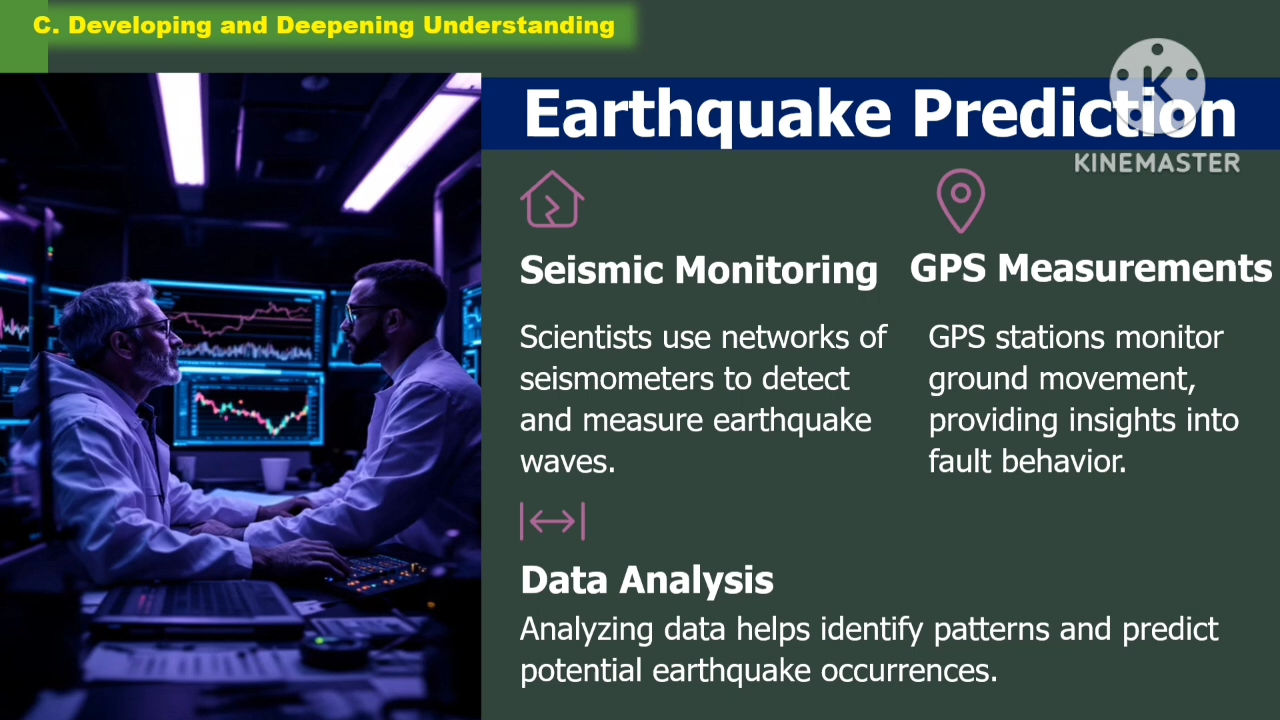 C. Developing and Deepening Understanding
Earthquake Prediction
KINEMASTER
Seismic Monitoring
Scientists use networks of
seismometers to detect
and measure earthquake
waves.
GPS Measurements
GPS stations monitor
ground movement,
providing insights into
fault behavior.
Data Analysis
Analyzing data helps identify patterns and predict
potential earthquake occurrences.